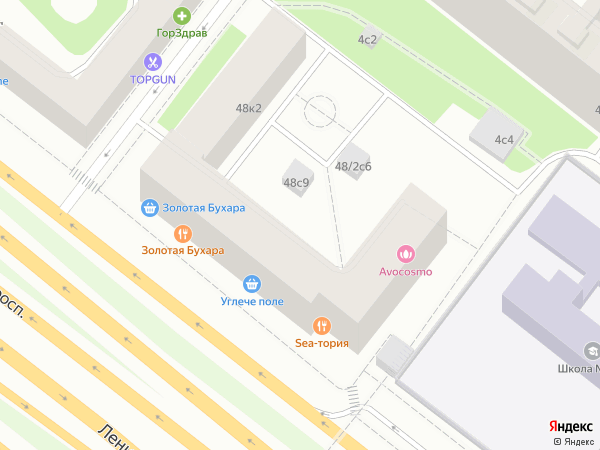 ГорЗдрав
4с2
TOPGUN
48к2
4с4
48/2с6
48с9
Золотая Бухара
Золотая Бухара
Avocosmo
Углече поле
Sea-тория
Школа
Яндекс
© Яндекс